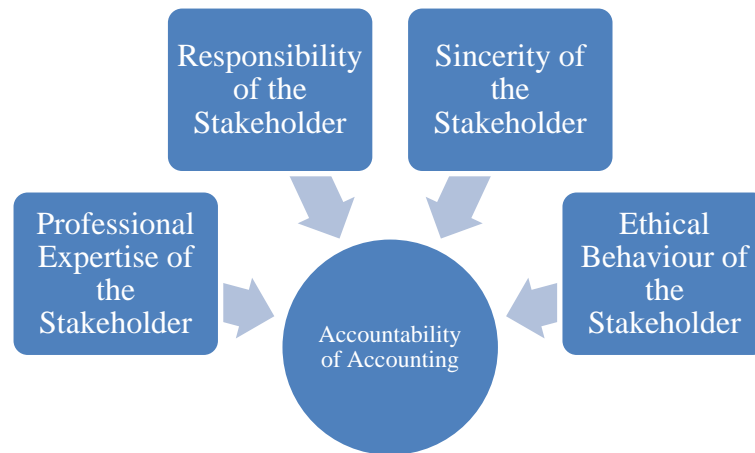 Responsibility
of the
Stakeholder
Sincerity of
the
Stakeholder
Professional
Expertise of
the
Stakeholder
Ethical
Behaviour of
the
Stakeholder
Accountability
of Accounting